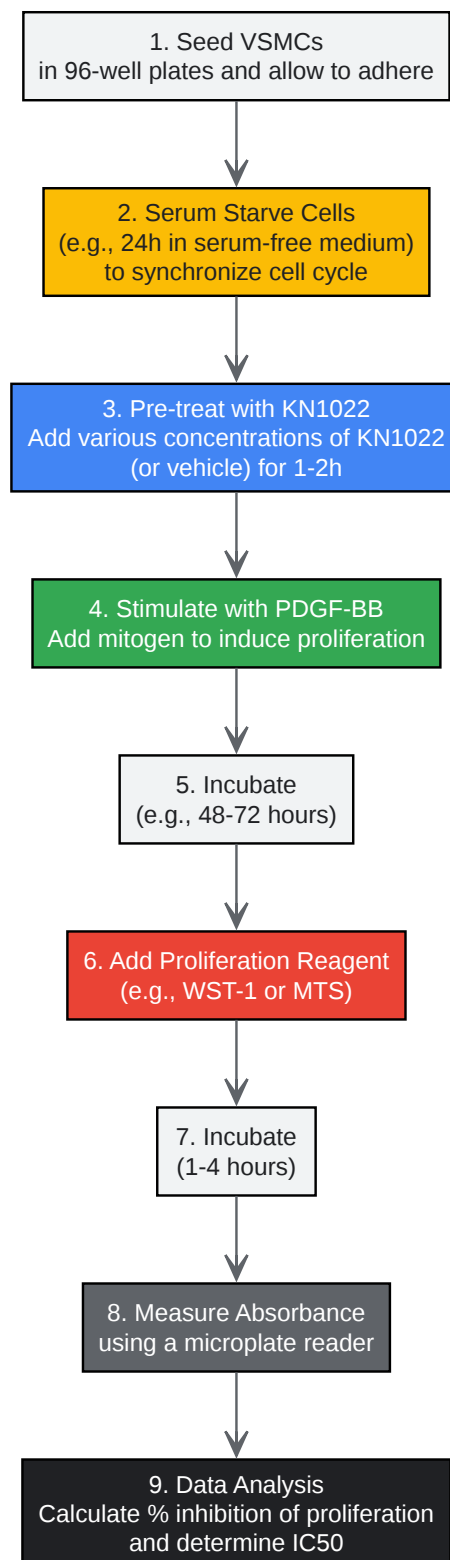 1. Seed VSMCs
in 96-well plates and allow to adhere
2. Serum Starve Cells
(e.g., 24h in serum-free medium)
to synchronize cell cycle
3. Pre-treat with KN1022
Add various concentrations of KN1022
(or vehicle) for 1-2h
4. Stimulate with PDGF-BB
Add mitogen to induce proliferation
5. Incubate
(e.g., 48-72 hours)
6. Add Proliferation Reagent
(e.g., WST-1 or MTS)
7. Incubate
(1-4 hours)
8. Measure Absorbance
using a microplate reader
9. Data Analysis
Calculate % inhibition of proliferation
and determine IC50